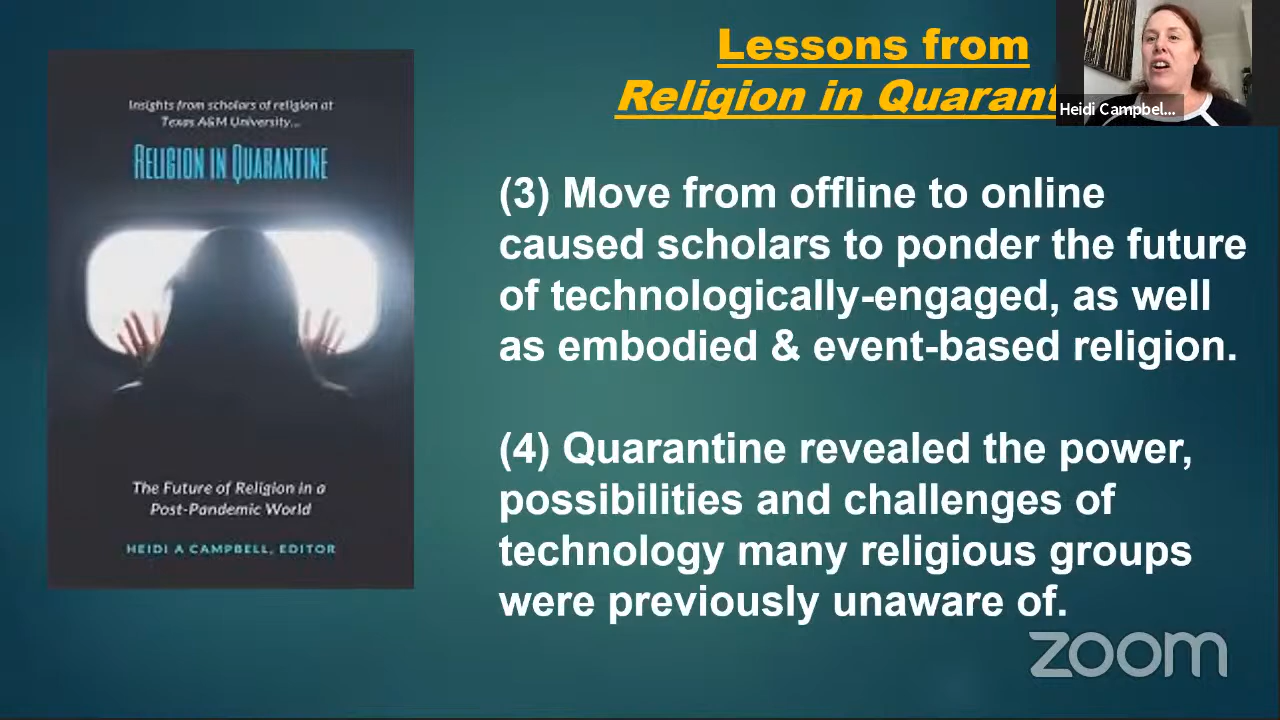 Insights from scholars of religion at
Texas A&M University...
RELIGION IN QUARANTINE
The Future of Religion in a
Post-Pandemic World
HEIDI A CAMPBELL, EDITOR
Lessons from
Religion in Quarant
Heidi Campbel...
(3) Move from offline to online
caused scholars to ponder the future
of technologically-engaged, as well
as embodied & event-based religion.
(4) Quarantine revealed the power,
possibilities and challenges of
technology many religious groups
were previously unaware of.
zoom